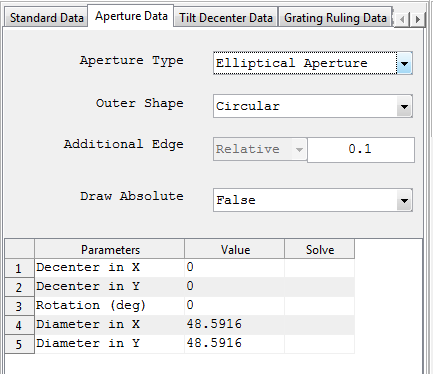 Standard Data Aperture Data Tilt Decenter Data Grating Ruling Data
Aperture Type Elliptical Aperture
Outer Shape Circular
Additional Edge Relative 0.1
Draw Absolute False
Parameters Value Solve
1 Decenter in X 0
2 Decenter in Y 0
3 Rotation (deg) 0
4 Diameter in X 48.5916
5 Diameter in Y 48.5916